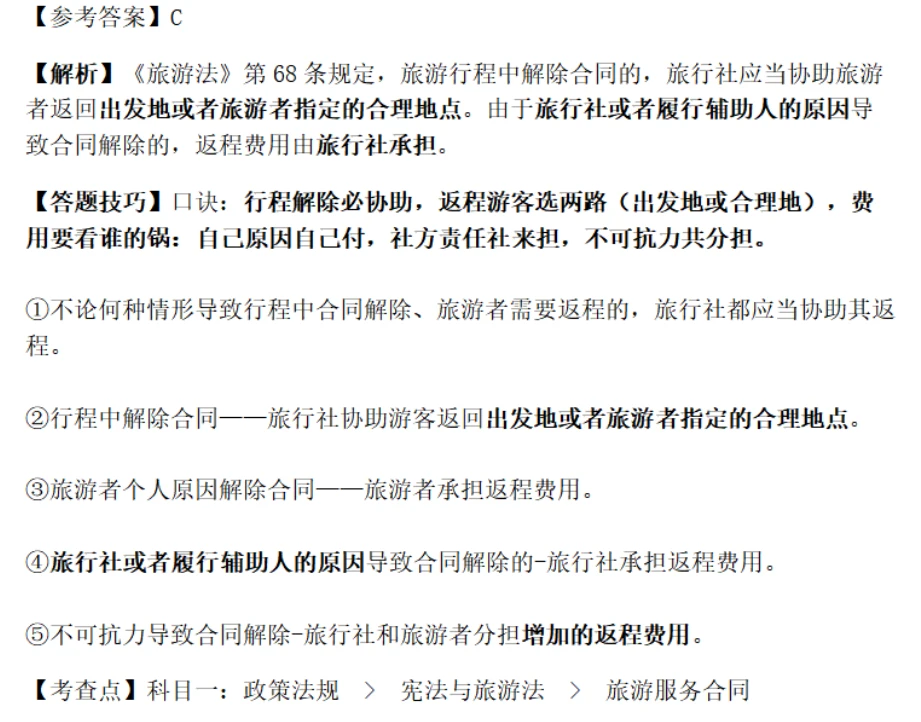 【参考答案】C
【解析】《旅游法》第 68 条规定，旅游行程中解除合同的，旅行社应当协助旅游
者返回出发地或者旅游者指定的合理地点。由于旅行社或者履行辅助人的原因导
致合同解除的，返程费用由旅行社承担。
【答题技巧】口诀：行程解除必协助，返程游客选两路（出发地或合理地），费
用要看谁的锅：自己原因自己付，社方责任社来担，不可抗力共分担。
①不论何种情形导致行程中合同解除、旅游者需要返程的，旅行社都应当协助其返
程。
②行程中解除合同——旅行社协助游客返回出发地或者旅游者指定的合理地点。
③旅游者个人原因解除合同——旅游者承担返程费用。
④旅行社或者履行辅助人的原因导致合同解除的-旅行社承担返程费用。
⑤不可抗力导致合同解除-旅行社和旅游者分担增加的返程费用。
【考查点】科目一：政策法规 > 宪法与旅游法 > 旅游服务合同